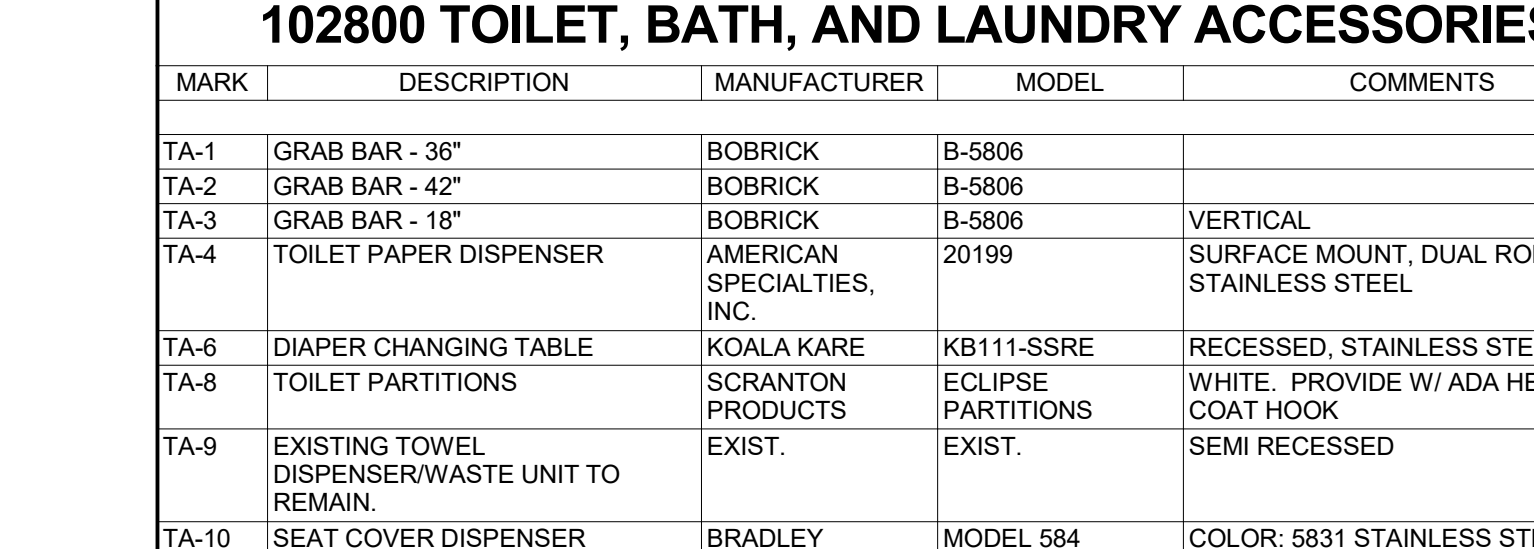 102800 TOILET, BATH, AND LAUNDRY ACCESSORIES
MARK DESCRIPTION MANUFACTURER MODEL COMMENTS
TA-1 GRAB BAR - 36" BOBRICK B-5806
TA-2 GRAB BAR - 42" BOBRICK B-5806
TA-3 GRAB BAR - 18" BOBRICK B-5806 VERTICAL
TA-4 TOILET PAPER DISPENSER AMERICAN 20199 SURFACE MOUNT, DUAL
SPECIALTIES, STAINLESS STEEL
INC.
TA-6 DIAPER CHANGING TABLE KOALA KARE KB111-SSRE RECESSED, STAINLESS
TA-8 TOILET PARTITIONS SCRANTON ECLIPSE WHITE. PROVIDE W/ ADA
PRODUCTS PARTITIONS COAT HOOK
TA-9 EXISTING TOWEL EXIST. EXIST. SEMI RECESSED
DISPENSER/WASTE UNIT TO
REMAIN.
TA-10 SEAT COVER DISPENSER BRADLEY MODEL 584 COLOR: 5831 STAINLESS